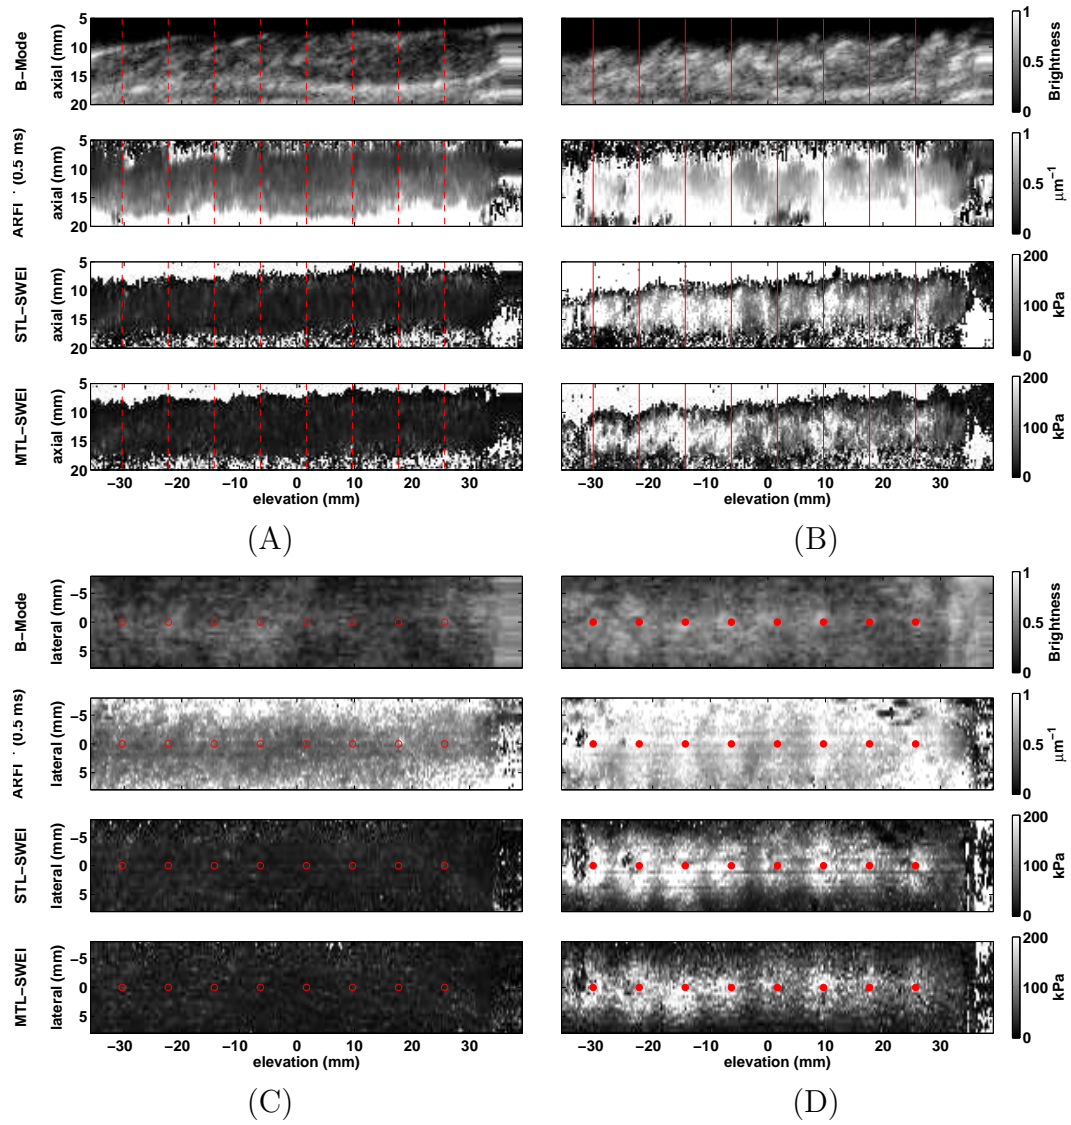 B−Mode
axial (mm)
5
10
15
20
1
0.5
0
Brightness
ARFI˙ (0.5 ms)
axial (mm)
5
10
15
20
1
0.5
0
μm⁻¹
STL−SWEI
axial (mm)
5
10
15
20
200
100
0
kPa
MTL−SWEI
axial (mm)
5
10
15
20
200
100
0
kPa
−30 −20 −10 0 10 20 30
−30 −20 −10 0 10 20 30
elevation (mm)
elevation (mm)
(A)
(B)
B−Mode
lateral (mm)
−5
0
5
1
0.5
0
Brightness
ARFI˙ (0.5 ms)
lateral (mm)
−5
0
5
1
0.5
0
μm⁻¹
STL−SWEI
lateral (mm)
−5
0
5
200
100
0
kPa
MTL−SWEI
lateral (mm)
−5
0
5
200
100
0
kPa
−30 −20 −10 0 10 20 30
−30 −20 −10 0 10 20 30
elevation (mm)
elevation (mm)
(C)
(D)